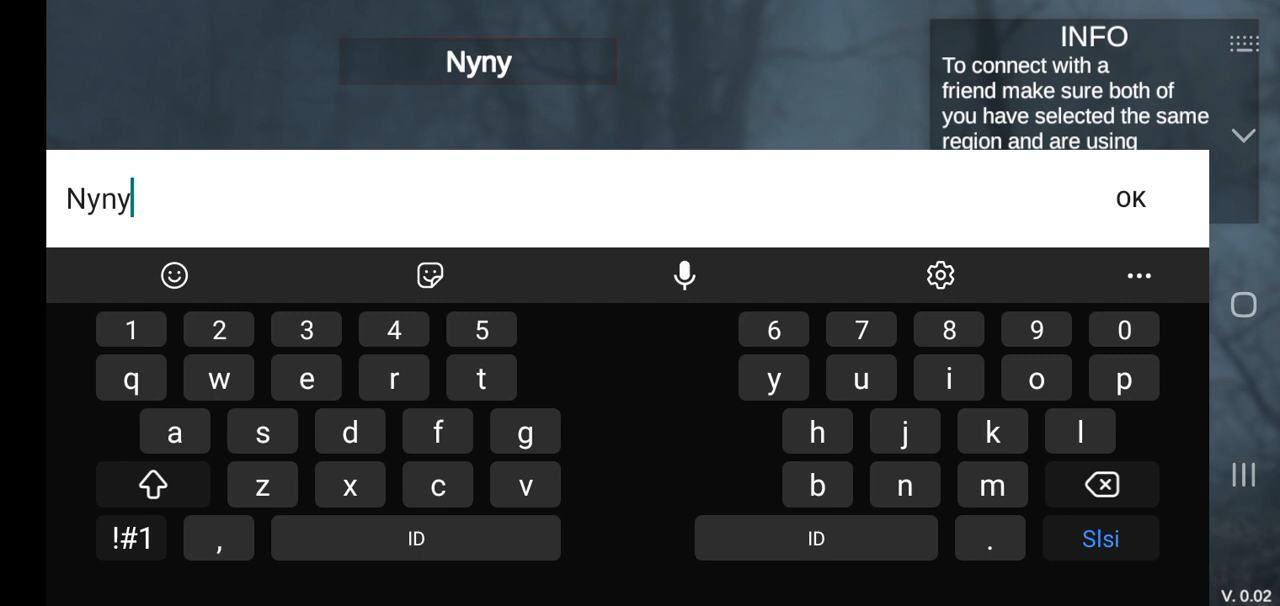 Nyny
INFO
To connect with a
friend make sure both of
you have selected the same
region and are using
Nyny
OK
1 2 3 4 5 6 7 8 9 0
q w e r t y u i o p
a s d f g h j k l
z x c v b n m
!#1 , ID ID . Slsi
V. 0.02